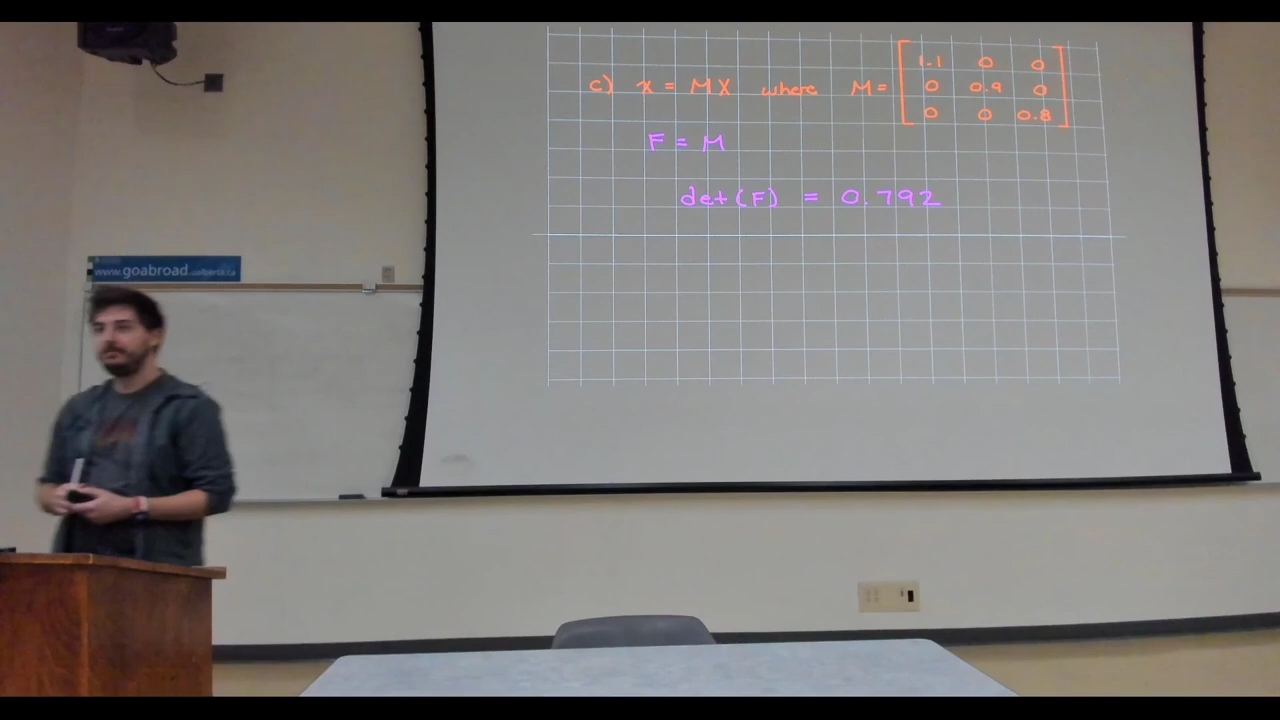 c) x = MX where M = [1.1 0 0
0 0.9 0
0 0 0.8]
F = M
det(F) = 0.792
www.goabroad.ualberta.ca